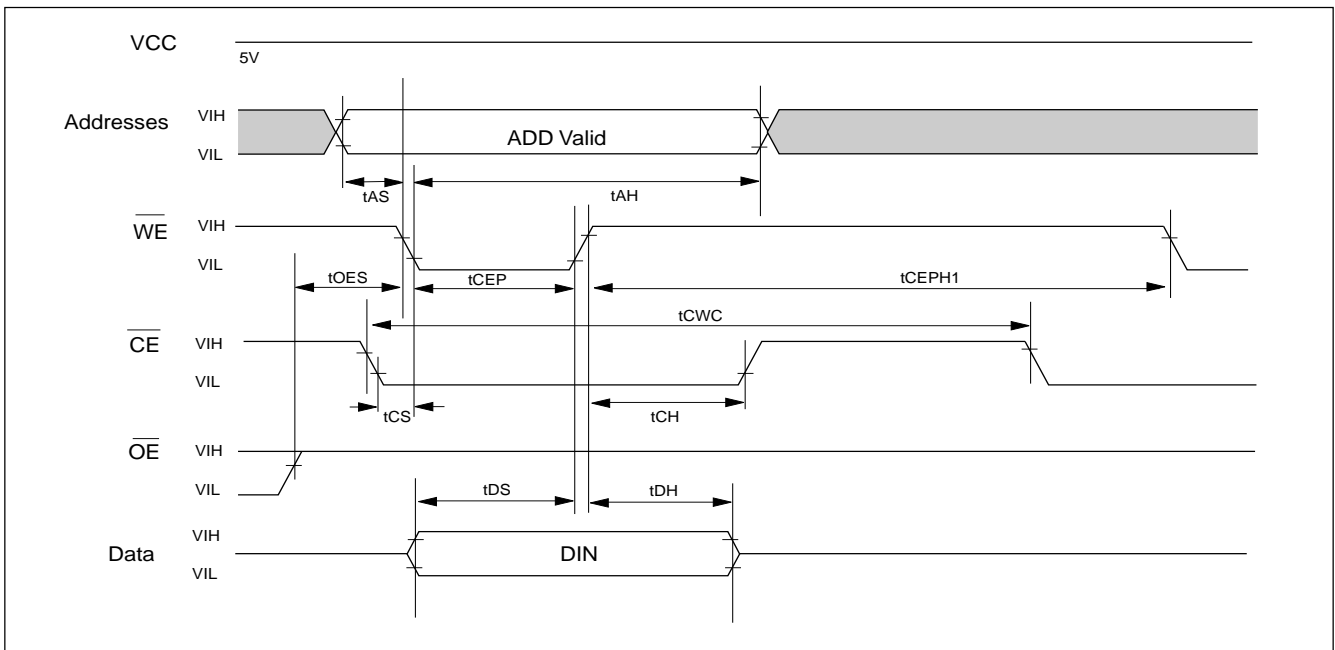 VCC
5V
Addresses
VIH
VIL
ADD Valid
tAS
tAH
WE
VIH
VIL
tOES
tCEP
tCEPH1
tCWC
CE
VIH
VIL
tCS
tCH
OE
VIH
VIL
tDS
tDH
Data
VIH
VIL
DIN